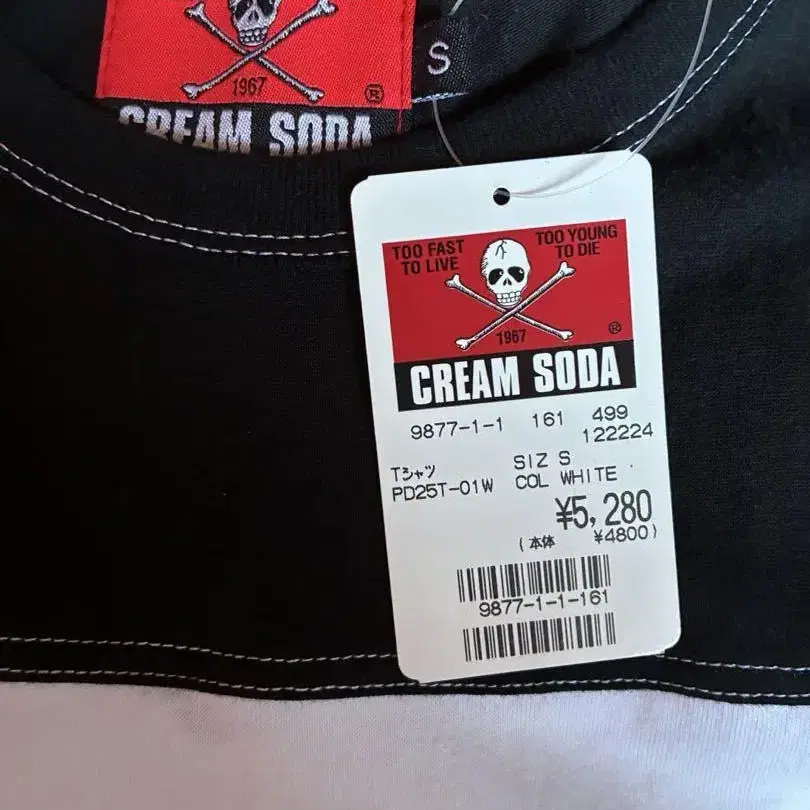 1967
®
CREAM SODA
S
TOO FAST
TO LIVE
TOO YOUNG
TO DIE
1967
®
CREAM SODA
9877-1-1 161 499
122224
Tシャツ SIZ S
PD25T-01W COL WHITE
¥5,280
(本体 ¥4800)
9877-1-1-161